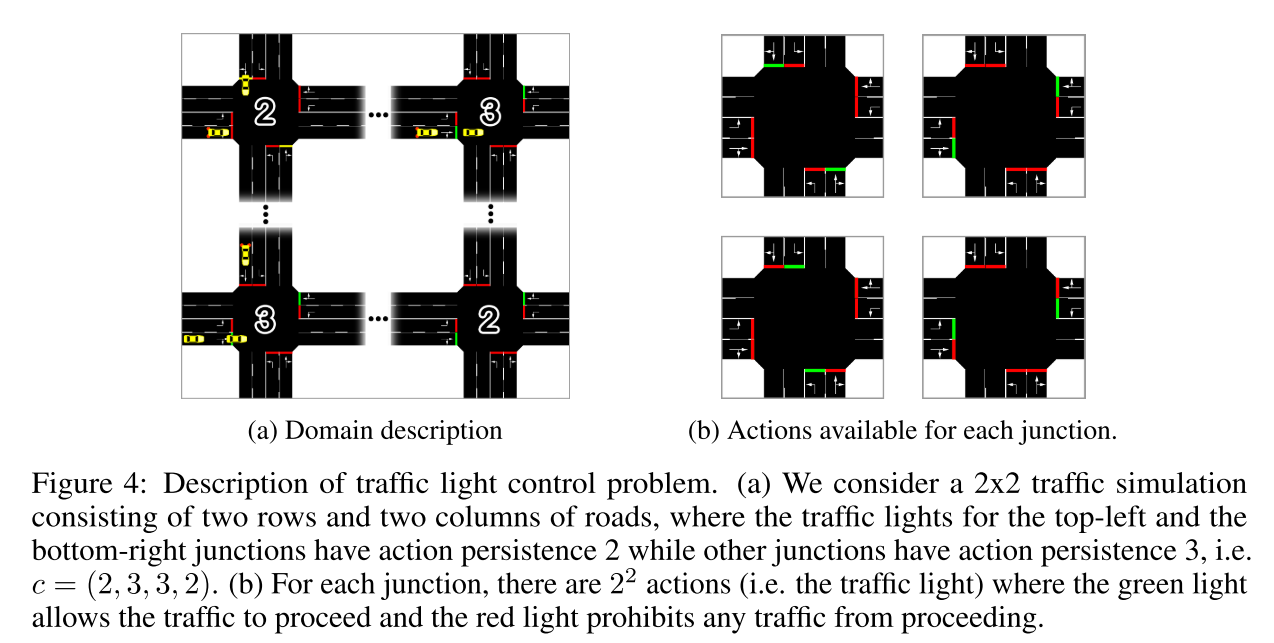 2
3
3
2
(a) Domain description
(b) Actions available for each junction.
Figure 4: Description of traffic light control problem. (a) We consider a 2x2 traffic simulation
consisting of two rows and two columns of roads, where the traffic lights for the top-left and the
bottom-right junctions have action persistence 2 while other junctions have action persistence 3, i.e.
c = (2, 3, 3, 2). (b) For each junction, there are 2² actions (i.e. the traffic light) where the green light
allows the traffic to proceed and the red light prohibits any traffic from proceeding.